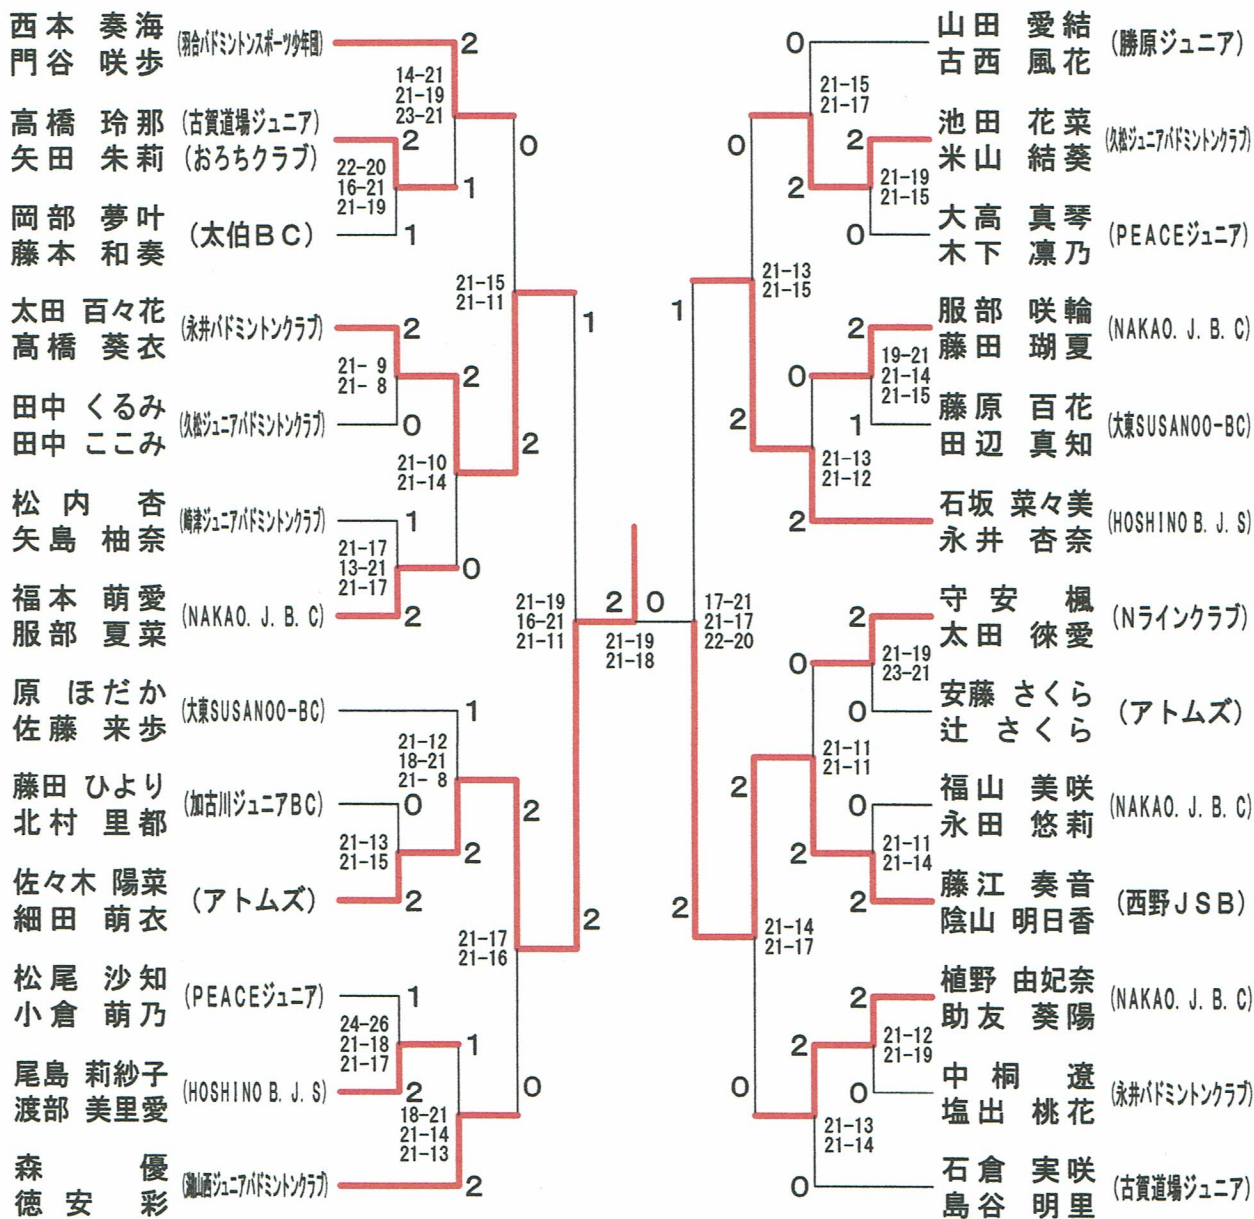 西本 奏海
門谷 咲歩
(羽合バドミントンスポーツ少年団)
2
14-21
21-19
23-21
高橋 玲那 (古賀道場ジュニア)
矢田 朱莉 (おろちクラブ)
2
22-20
16-21
21-19
1
0
岡部 夢叶
藤本 和奏
(太伯BC)
1
21-15
21-11
太田 百々花
髙橋 葵衣
(永井バドミントンクラブ)
2
21- 9
21- 8
2
田中 くるみ
田中 ここみ
(久松ジュニアバドミントンクラブ)
0
21-10
21-14
2
1
松内 杏
矢島 柚奈
(崎津ジュニアバドミントンクラブ)
1
21-17
13-21
21-17
0
福本 萌愛
服部 夏菜
(NAKAO. J. B. C)
2
21-19
16-21
21-11
原 ほだか
佐藤 来歩
(大東SUSANOO-BC)
1
21-12
18-21
21- 8
藤田 ひより
北村 里都
(加古川ジュニアBC)
0
21-13
21-15
2
2
佐々木 陽菜
細田 萌衣
(アトムズ)
2
21-17
21-16
2
松尾 沙知
小倉 萌乃
(PEACEジュニア)
1
24-26
21-18
21-17
1
尾島 莉紗子
渡部 美里愛
(HOSHINO B. J. S)
2
18-21
21-14
21-13
0
森 優
徳安 彩
2
2 0
21-19
21-18
山田 愛結
古西 風花
(勝原ジュニア)
0
21-15
21-17
池田 花菜
米山 結葵
(久松ジュニアバドミントンクラブ)
2
21-19
21-15
2
0
大高 真琴
木下 凛乃
(PEACEジュニア)
0
21-13
21-15
1
服部 咲輪
藤田 瑚夏
(NAKAO. J. B. C)
2
19-21
21-14
21-15
0
藤原 百花
田辺 真知
(大東SUSANOO-BC)
1
21-13
21-12
2
石坂 菜々美
永井 杏奈
(HOSHINO B. J. S)
2
17-21
21-17
22-20
守安 楓
太田 徠愛
(Nラインクラブ)
2
21-19
23-21
0
安藤 さくら
辻 さくら
(アトムズ)
0
21-11
21-11
2
福山 美咲
永田 悠莉
(NAKAO. J. B. C)
0
21-11
21-14
2
藤江 奏音
陰山 明日香
(西野JSB)
2
21-14
21-17
2
植野 由妃奈
助友 葵陽
(NAKAO. J. B. C)
2
21-12
21-19
2
中桐 遼
塩出 桃花
(永井バドミントンクラブ)
0
21-13
21-14
0
石倉 実咲
島谷 明里
(古賀道場ジュニア)
0